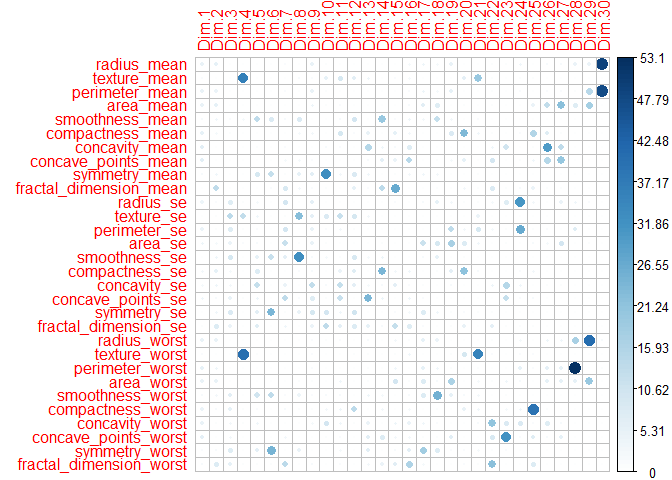 Dim.1 Dim.2 Dim.3 Dim.4 Dim.5 Dim.6 Dim.7 Dim.8 Dim.9 Dim.10 Dim.11 Dim.12 Dim.13 Dim.14 Dim.15 Dim.16 Dim.17 Dim.18 Dim.19 Dim.20 Dim.21 Dim.22 Dim.23 Dim.24 Dim.25 Dim.26 Dim.27 Dim.28 Dim.29 Dim.30
radius_mean
texture_mean
perimeter_mean
area_mean
smoothness_mean
compactness_mean
concavity_mean
concave_points_mean
symmetry_mean
fractal_dimension_mean
radius_se
texture_se
perimeter_se
area_se
smoothness_se
compactness_se
concavity_se
concave_points_se
symmetry_se
fractal_dimension_se
radius_worst
texture_worst
perimeter_worst
area_worst
smoothness_worst
compactness_worst
concavity_worst
concave_points_worst
symmetry_worst
fractal_dimension_worst
53.1
47.79
42.48
37.17
31.86
26.55
21.24
15.93
10.62
5.31
0